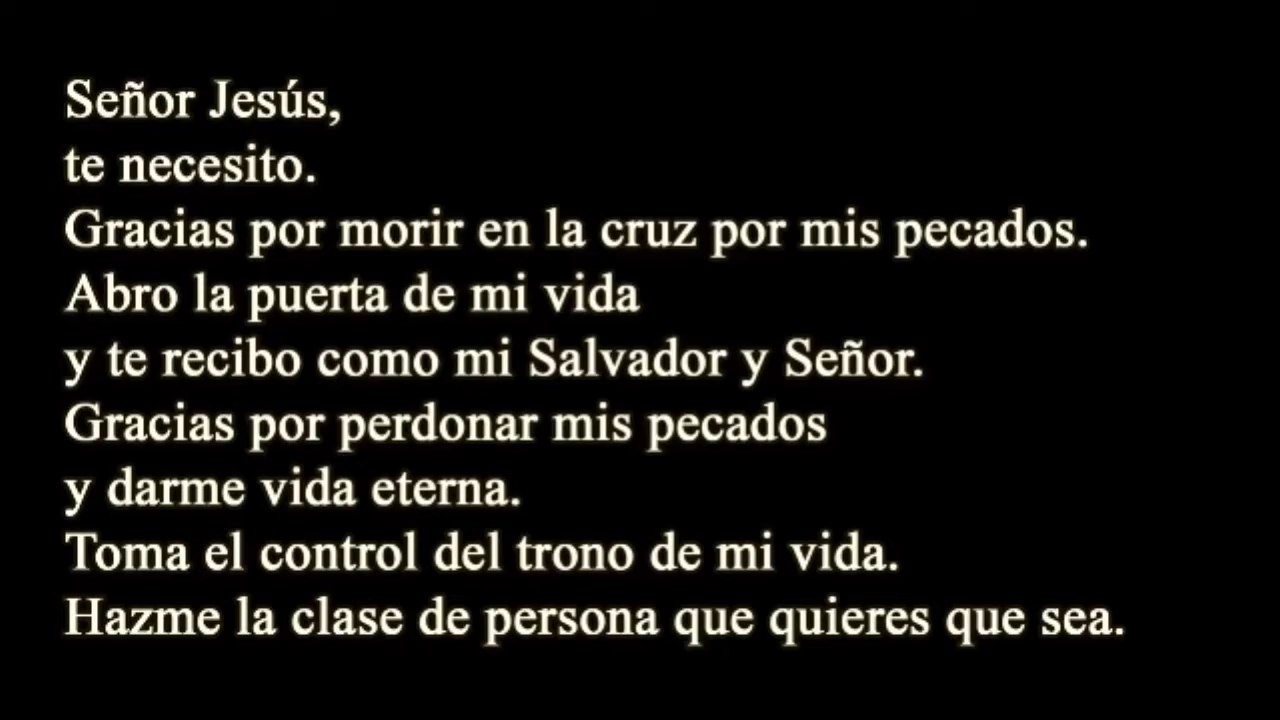 Señor Jesús,
te necesito.
Gracias por morir en la cruz por mis pecados.
Abro la puerta de mi vida
y te recibo como mi Salvador y Señor.
Gracias por perdonar mis pecados
y darme vida eterna.
Toma el control del trono de mi vida.
Hazme la clase de persona que quieres que sea.